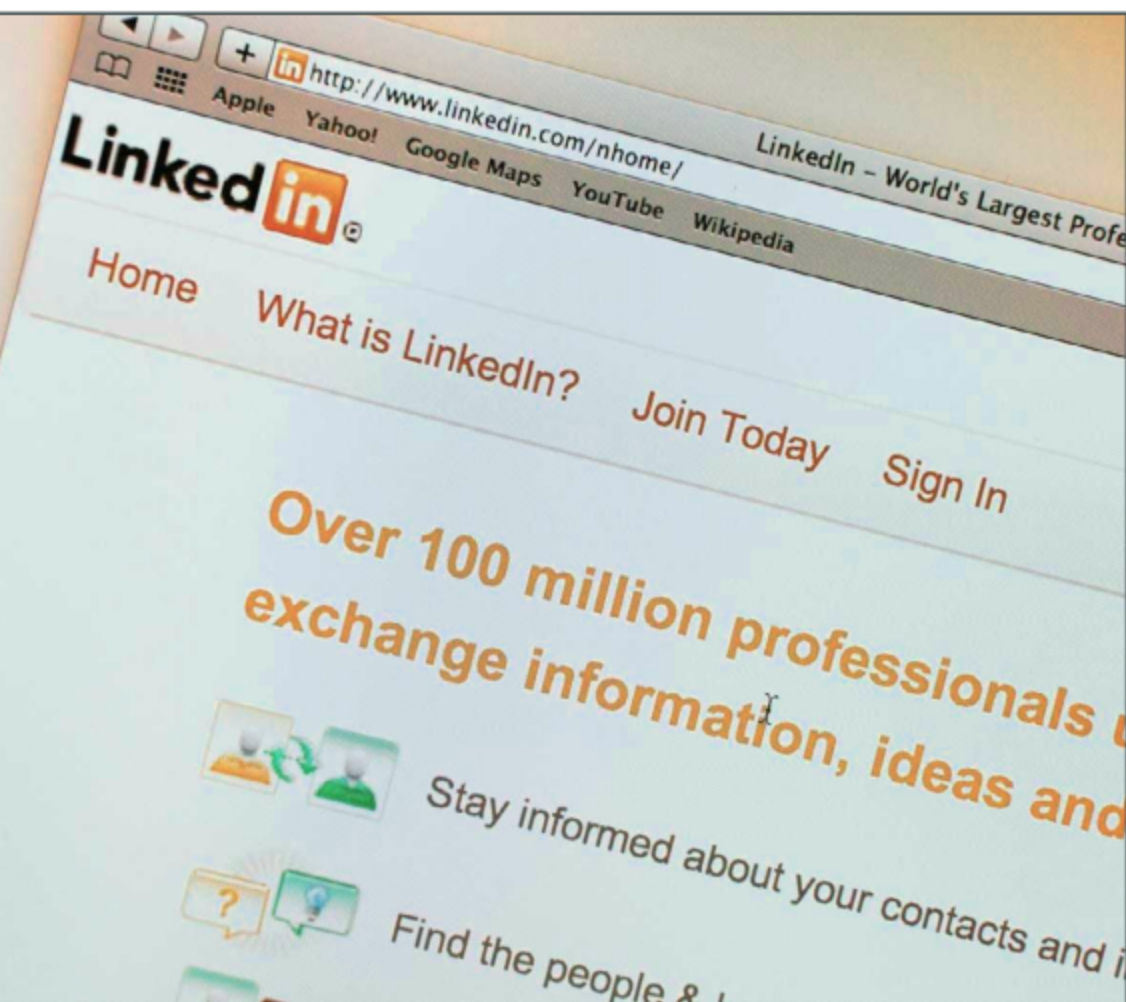 LinkedIn – World's Largest
http://www.linkedin.com/nhome/
Apple Yahoo! Google Maps YouTube Wikipedia
Linked in ®
Home What is LinkedIn? Join Today Sign In
Over 100 million professionals
exchange information, ideas and
Stay informed about your contacts and
?
Find the people &